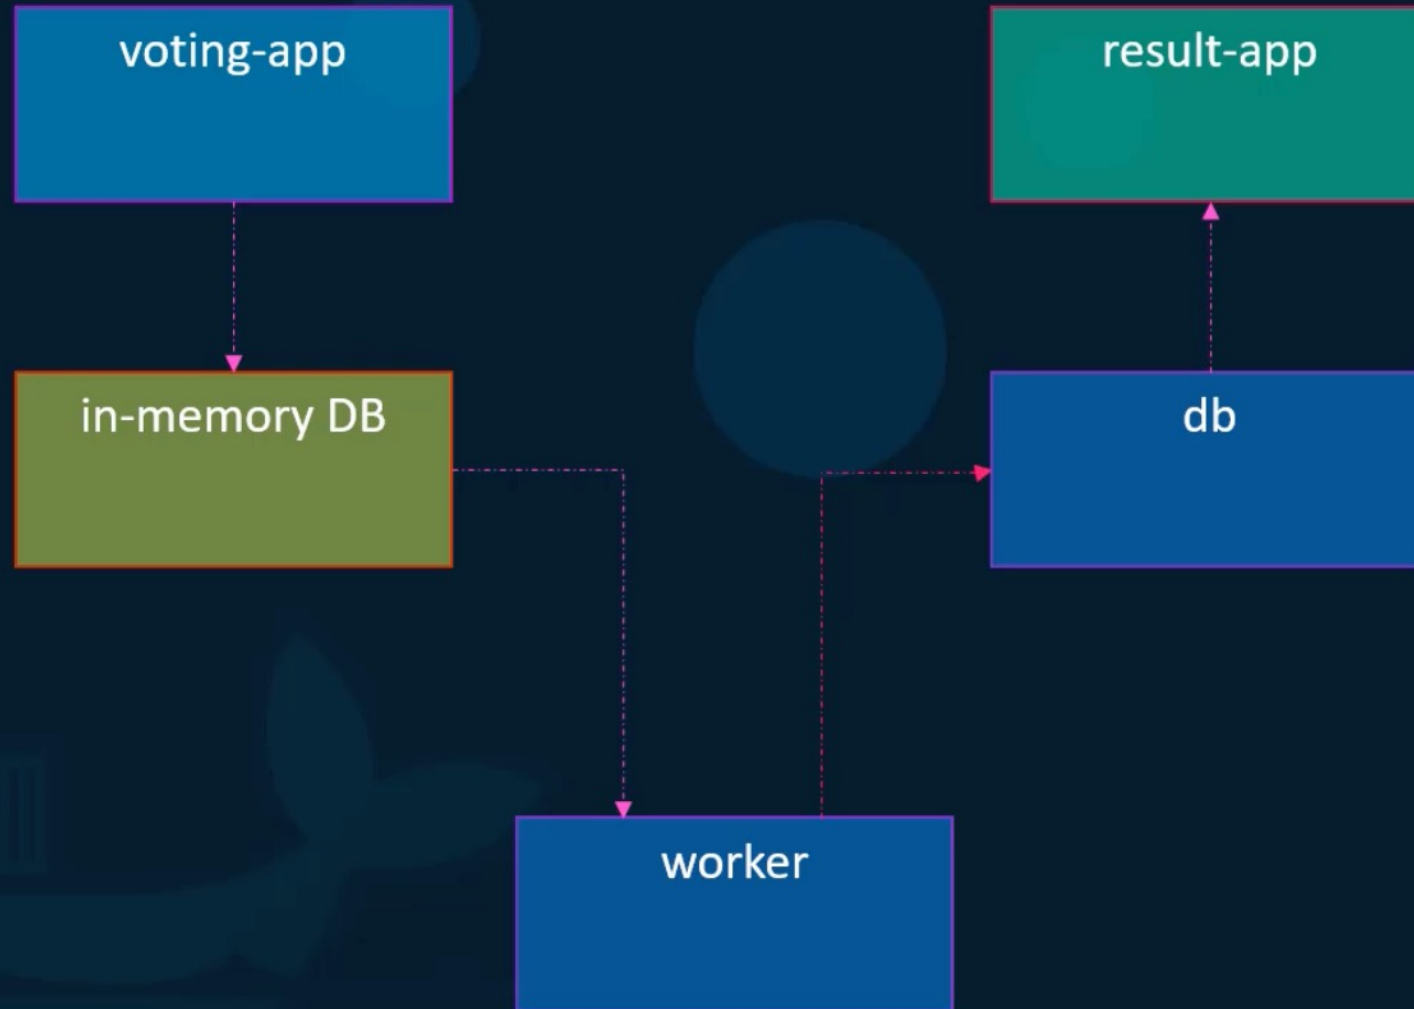 voting-app
result-app
in-memory DB
db
worker